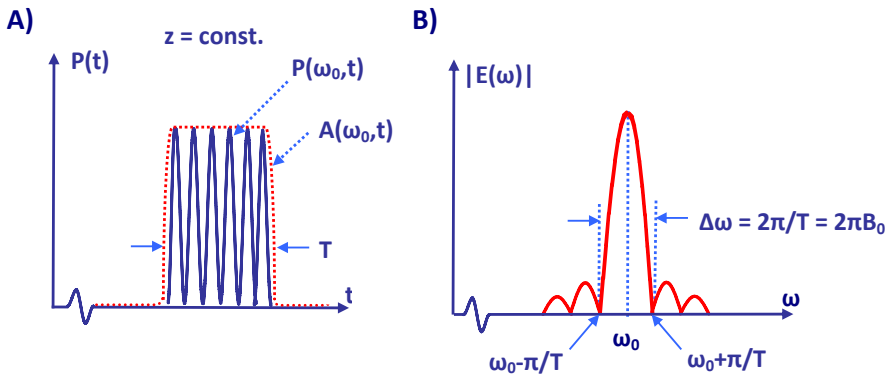 A)
z = const.
P(t)
P(ω₀,t)
A(ω₀,t)
T
t
B)
|E(ω)|
Δω = 2π/T = 2πB₀
ω
ω₀-π/T
ω₀
ω₀+π/T